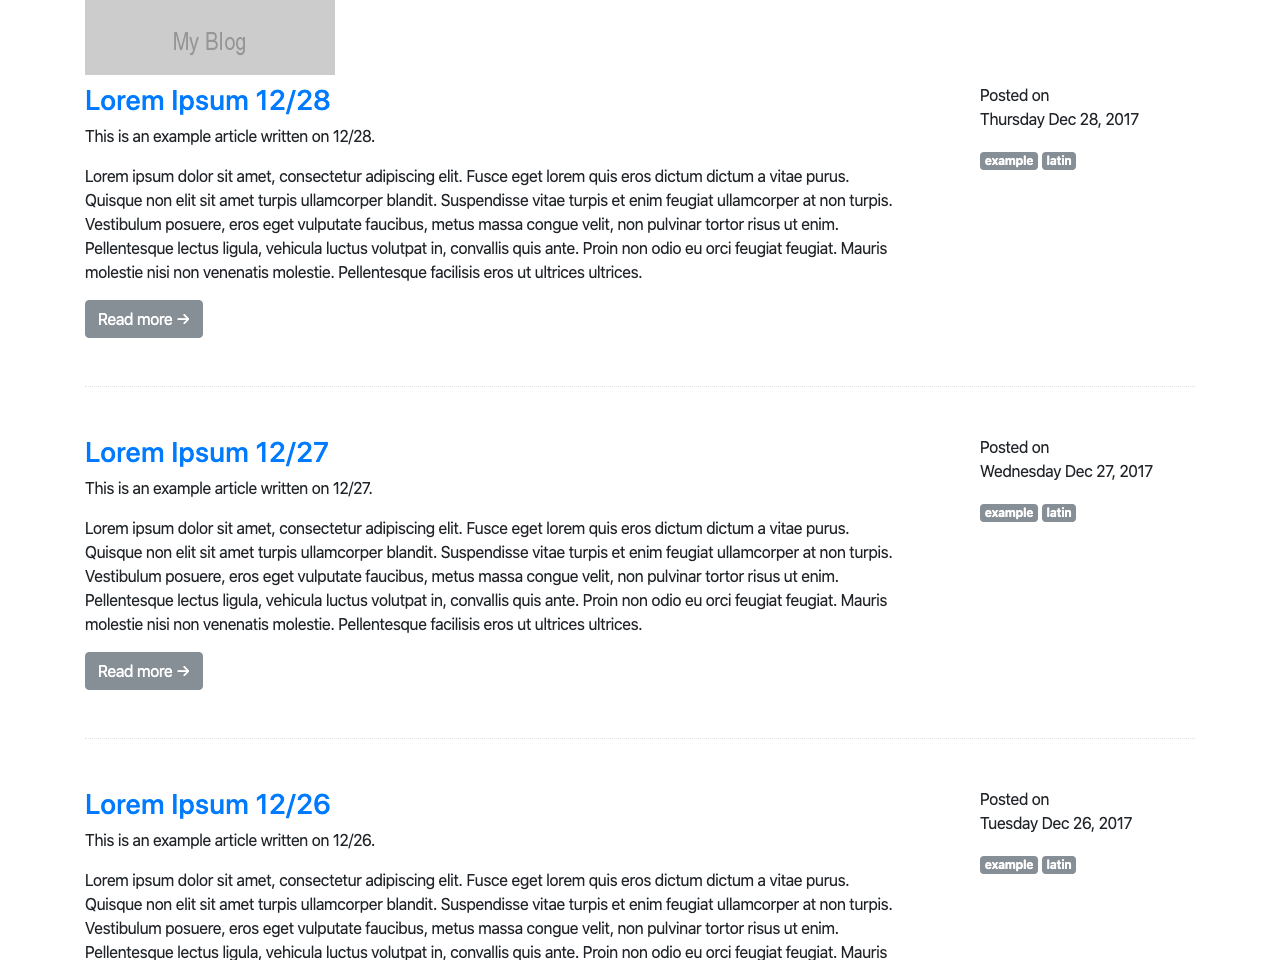 My Blog
Lorem Ipsum 12/28
This is an example article written on 12/28.
Lorem ipsum dolor sit amet, consectetur adipiscing elit. Fusce eget lorem quis eros dictum dictum a vitae purus.
Quisque non elit sit amet turpis ullamcorper blandit. Suspendisse vitae turpis et enim feugiat ullamcorper at non turpis.
Vestibulum posuere, eros eget vulputate faucibus, metus massa congue velit, non pulvinar tortor risus ut enim.
Pellentesque lectus ligula, vehicula luctus volutpat in, convallis quis ante. Proin non odio eu orci feugiat feugiat. Mauris
molestie nisi non venenatis molestie. Pellentesque facilisis eros ut ultrices ultrices.
Read more →
Posted on
Thursday Dec 28, 2017
example latin
Lorem Ipsum 12/27
This is an example article written on 12/27.
Lorem ipsum dolor sit amet, consectetur adipiscing elit. Fusce eget lorem quis eros dictum dictum a vitae purus.
Quisque non elit sit amet turpis ullamcorper blandit. Suspendisse vitae turpis et enim feugiat ullamcorper at non turpis.
Vestibulum posuere, eros eget vulputate faucibus, metus massa congue velit, non pulvinar tortor risus ut enim.
Pellentesque lectus ligula, vehicula luctus volutpat in, convallis quis ante. Proin non odio eu orci feugiat feugiat. Mauris
molestie nisi non venenatis molestie. Pellentesque facilisis eros ut ultrices ultrices.
Read more →
Posted on
Wednesday Dec 27, 2017
example latin
Lorem Ipsum 12/26
This is an example article written on 12/26.
Lorem ipsum dolor sit amet, consectetur adipiscing elit. Fusce eget lorem quis eros dictum dictum a vitae purus.
Quisque non elit sit amet turpis ullamcorper blandit. Suspendisse vitae turpis et enim feugiat ullamcorper at non turpis.
Vestibulum posuere, eros eget vulputate faucibus, metus massa congue velit, non pulvinar tortor risus ut enim.
Pellentesque lectus ligula, vehicula luctus volutpat in, convallis quis ante. Proin non odio eu orci feugiat feugiat. Mauris
Posted on
Tuesday Dec 26, 2017
example latin